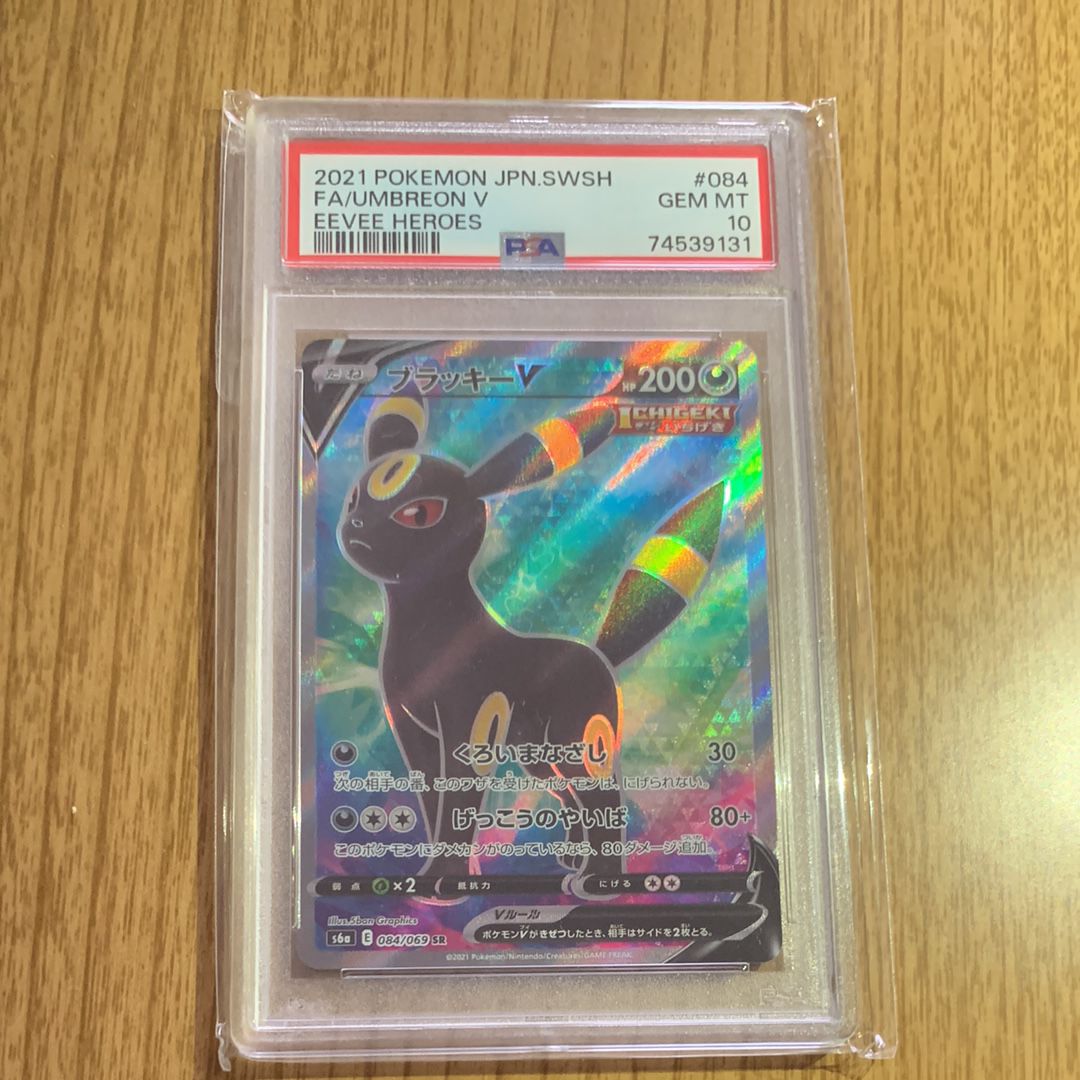 2021 POKEMON JPN.SWSH #084
FA/UMBREON V GEM MT
EEVEE HEROES 10
PSA 74539131
たね ブラッキーV HP 200
ICHIGEKI
いちげき
くろいまなざし 30
次の相手の番、このワザを受けたポケモンは、にげられない。
げっこうのやいば 80+
このポケモンにダメカンがのっているなら、80ダメージ追加。
弱点 ×2 抵抗力 にげる
Illus. 5ban Graphics
Vルール
ポケモンVがきぜつしたとき、相手はサイドを2枚とる。
s6a E 084/069 SR
©2021 Pokémon/Nintendo/Creatures/GAME FREAK.